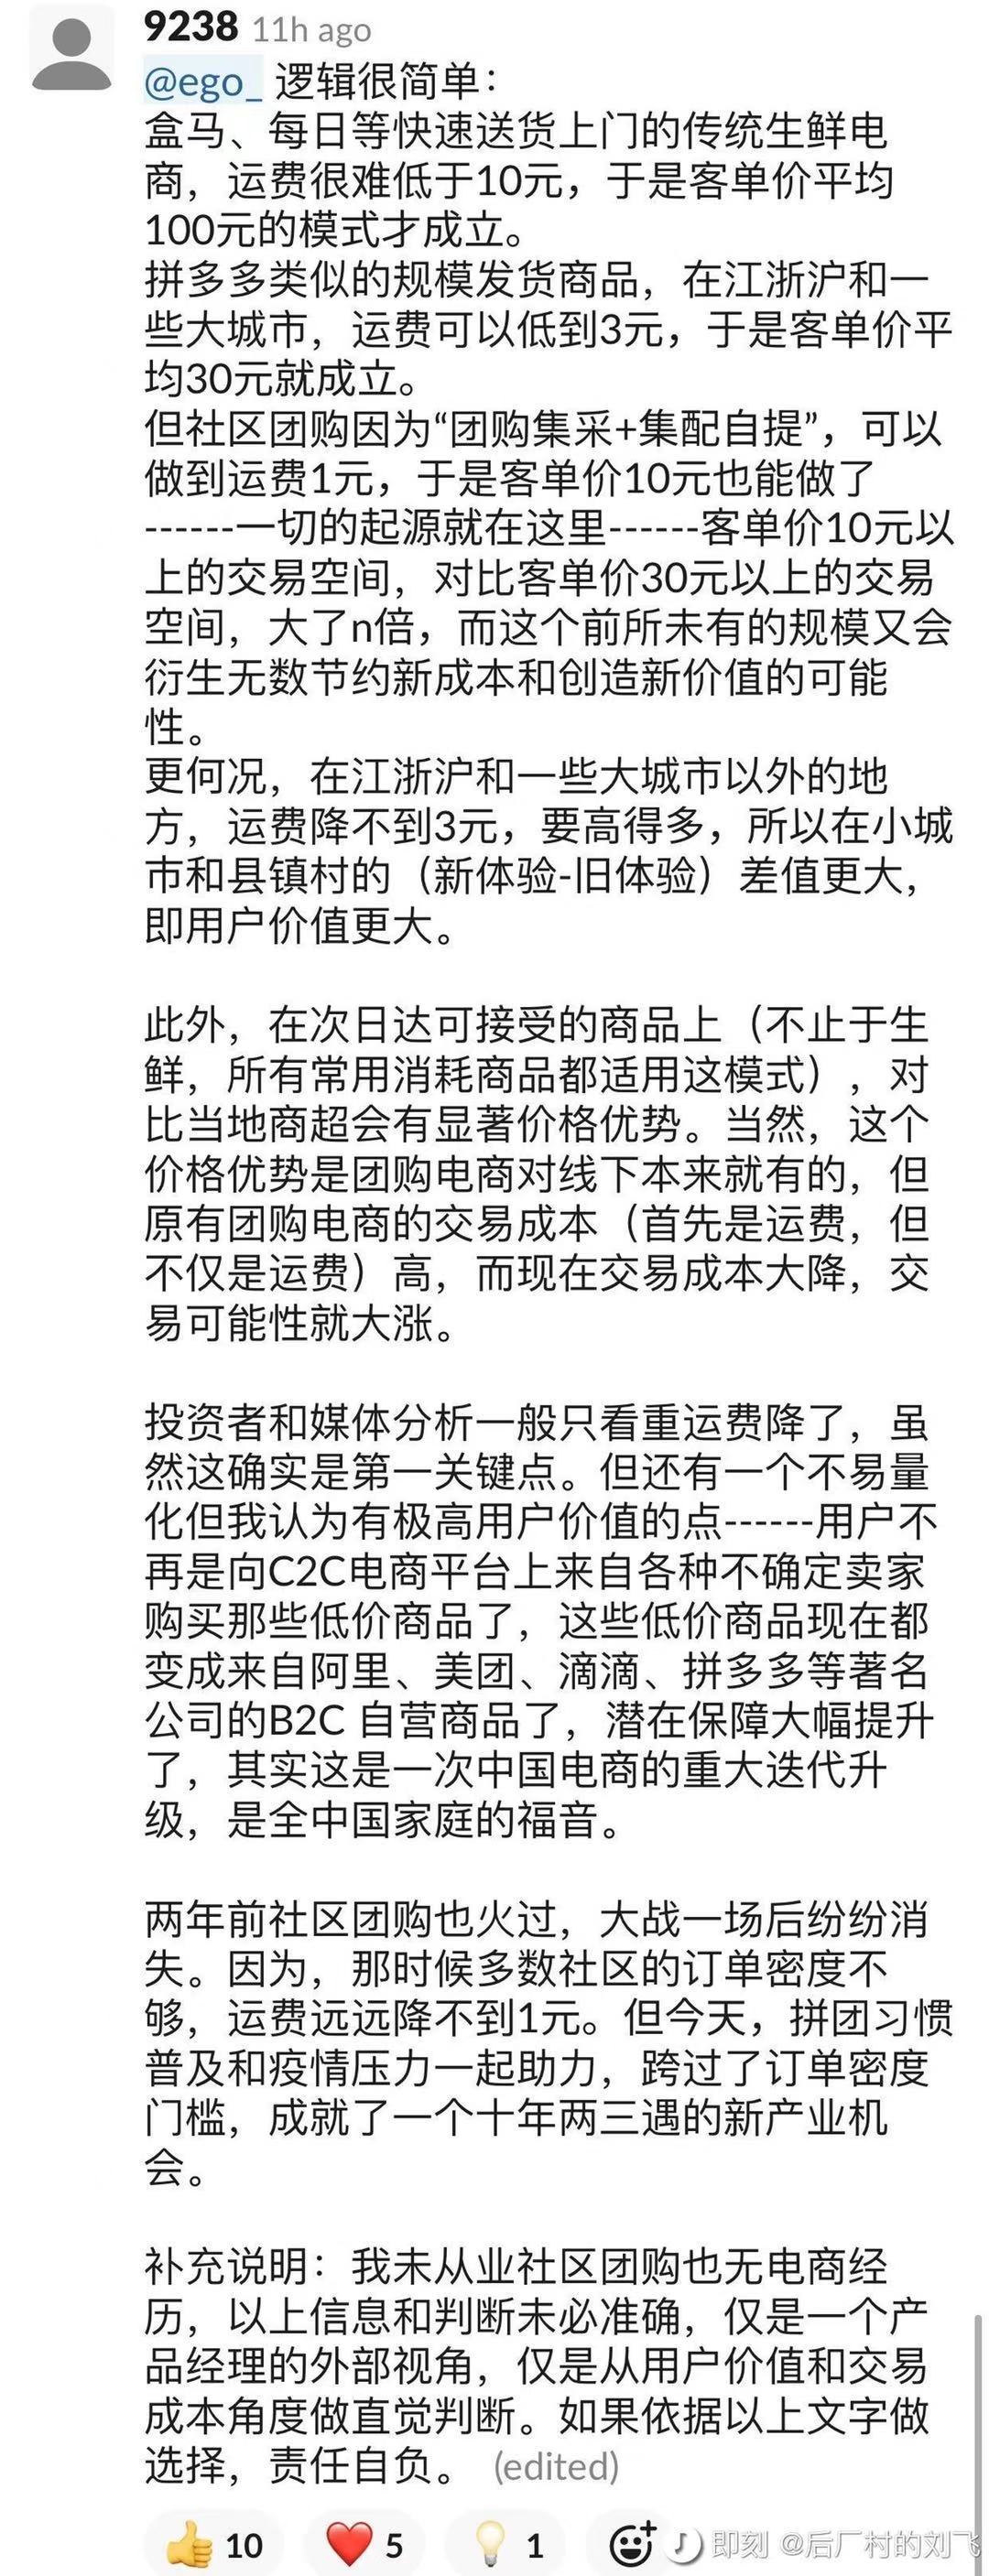 9238 11h ago
@ego_ 逻辑很简单：
盒马、每日等快速送货上门的传统生鲜电
商，运费很难低于10元，于是客单价平均
100元的模式才成立。
拼多多类似的规模发货商品，在江浙沪和一
些大城市，运费可以低到3元，于是客单价平
均30元就成立。
但社区团购因为“团购集采+集配自提”，可以
做到运费1元，于是客单价10元也能做了
------一切的起源就在这里------客单价10元以
上的交易空间，对比客单价30元以上的交易
空间，大了n倍，而这个前所未有的规模又会
衍生无数节约新成本和创造新价值的可能
性。
更何况，在江浙沪和一些大城市以外的地
方，运费降不到3元，要高得多，所以在小城
市和县镇村的（新体验-旧体验）差值更大，
即用户价值更大。
此外，在次日达可接受的商品上（不止于生
鲜，所有常用消耗商品都适用这模式），对
比当地商超会有显著价格优势。当然，这个
价格优势是团购电商对线下本来就有的，但
原有团购电商的交易成本（首先是运费，但
不仅是运费）高，而现在交易成本大降，交
易可能性就大涨。
投资者和媒体分析一般只看重运费降了，虽
然这确实是第一关键点。但还有一个不易量
化但我认为有极高用户价值的点------用户不
再是向C2C电商平台上来自各种不确定卖家
购买那些低价商品了，这些低价商品现在都
变成来自阿里、美团、滴滴、拼多多等著名
公司的B2C 自营商品了，潜在保障大幅提升
了，其实这是一次中国电商的重大迭代升
级，是全中国家庭的福音。
两年前社区团购也火过，大战一场后纷纷消
失。因为，那时候多数社区的订单密度不
够，运费远远降不到1元。但今天，拼团习惯
普及和疫情压力一起助力，跨过了订单密度
门槛，成就了一个十年两三遇的新产业机
会。
补充说明：我未从业社区团购也无电商经
历，以上信息和判断未必准确，仅是一个产
品经理的外部视角，仅是从用户价值和交易
成本角度做直觉判断。如果依据以上文字做
选择，责任自负。 (edited)
10 5 1 即刻 @后厂村的刘飞